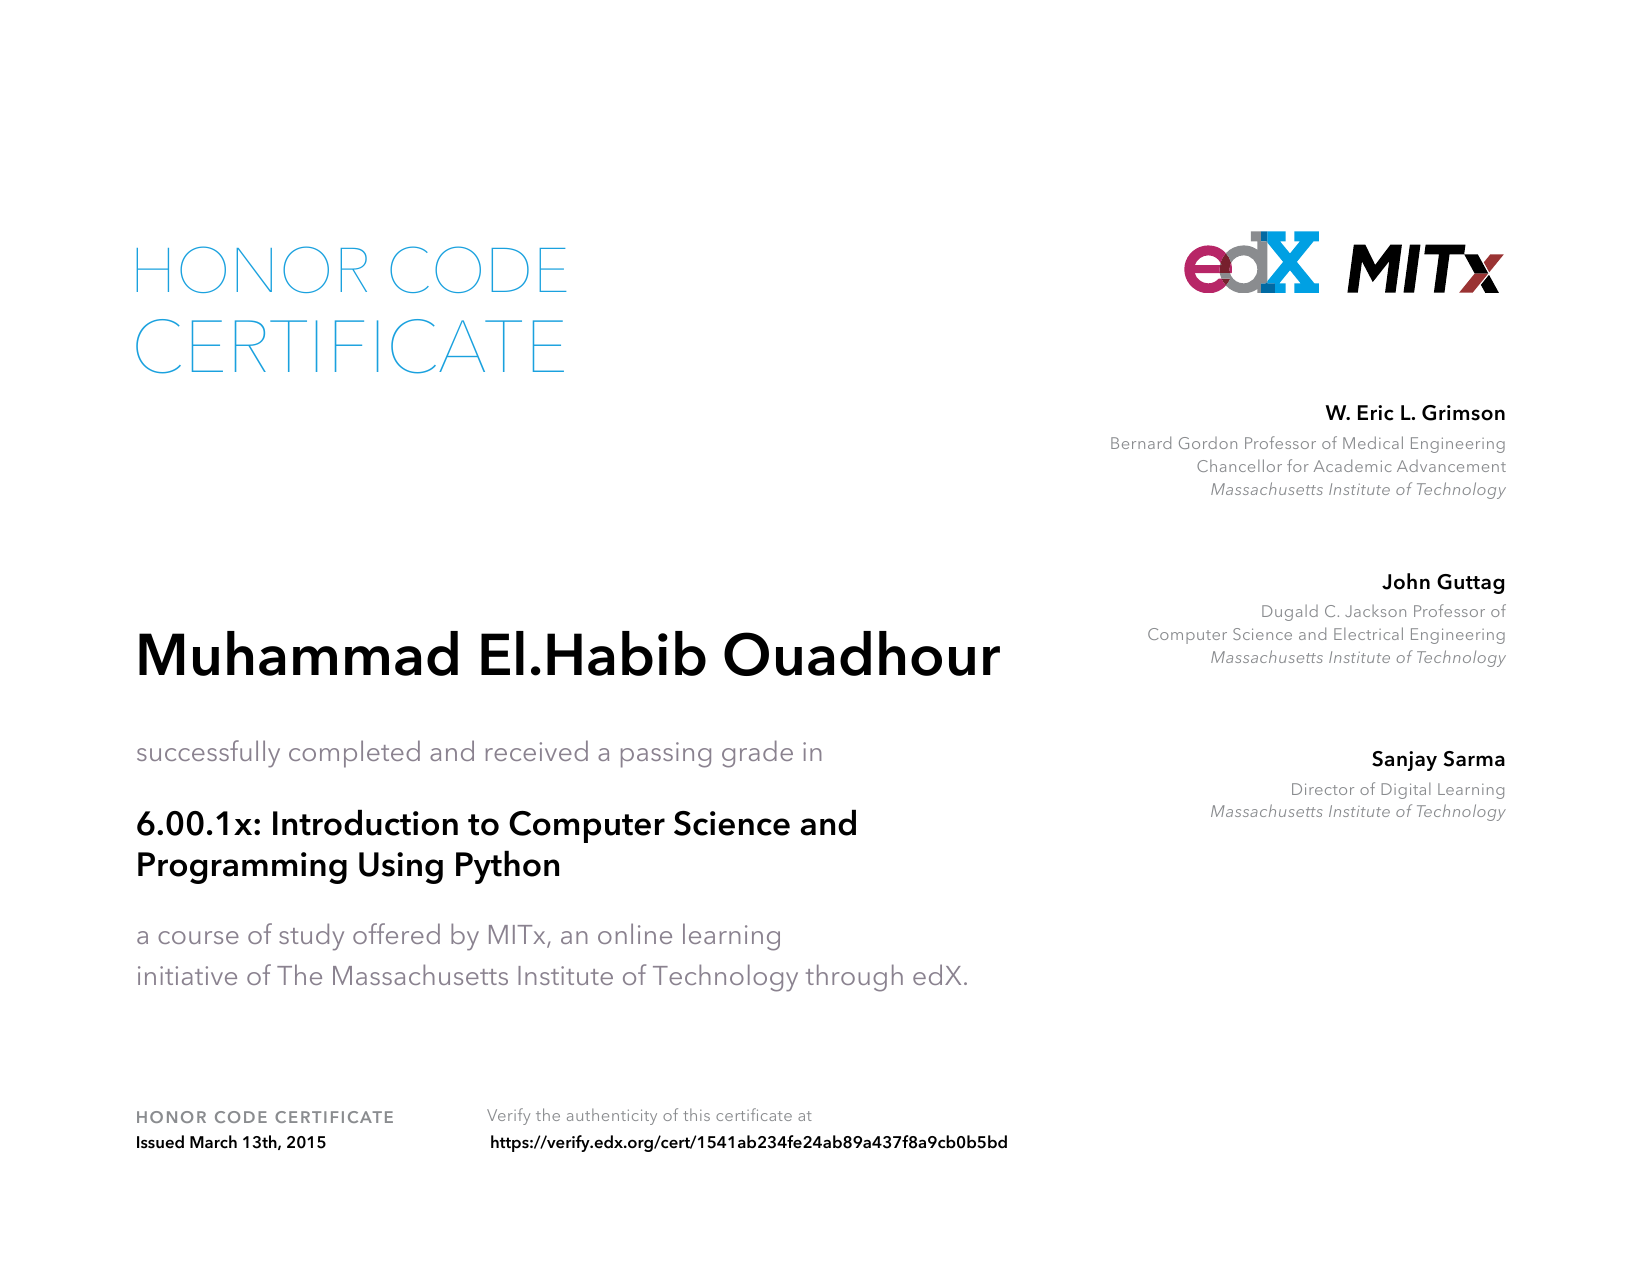 HONOR CODE
CERTIFICATE
edX MITx
W. Eric L. Grimson
Bernard Gordon Professor of Medical Engineering
Chancellor for Academic Advancement
Massachusetts Institute of Technology
John Guttag
Dugald C. Jackson Professor of
Computer Science and Electrical Engineering
Massachusetts Institute of Technology
Sanjay Sarma
Director of Digital Learning
Massachusetts Institute of Technology
Muhammad El.Habib Ouadhour
successfully completed and received a passing grade in
6.00.1x: Introduction to Computer Science and
Programming Using Python
a course of study offered by MITx, an online learning
initiative of The Massachusetts Institute of Technology through edX.
HONOR CODE CERTIFICATE
Issued March 13th, 2015
Verify the authenticity of this certificate at
https://verify.edx.org/cert/1541ab234fe24ab89a437f8a9cb0b5bd